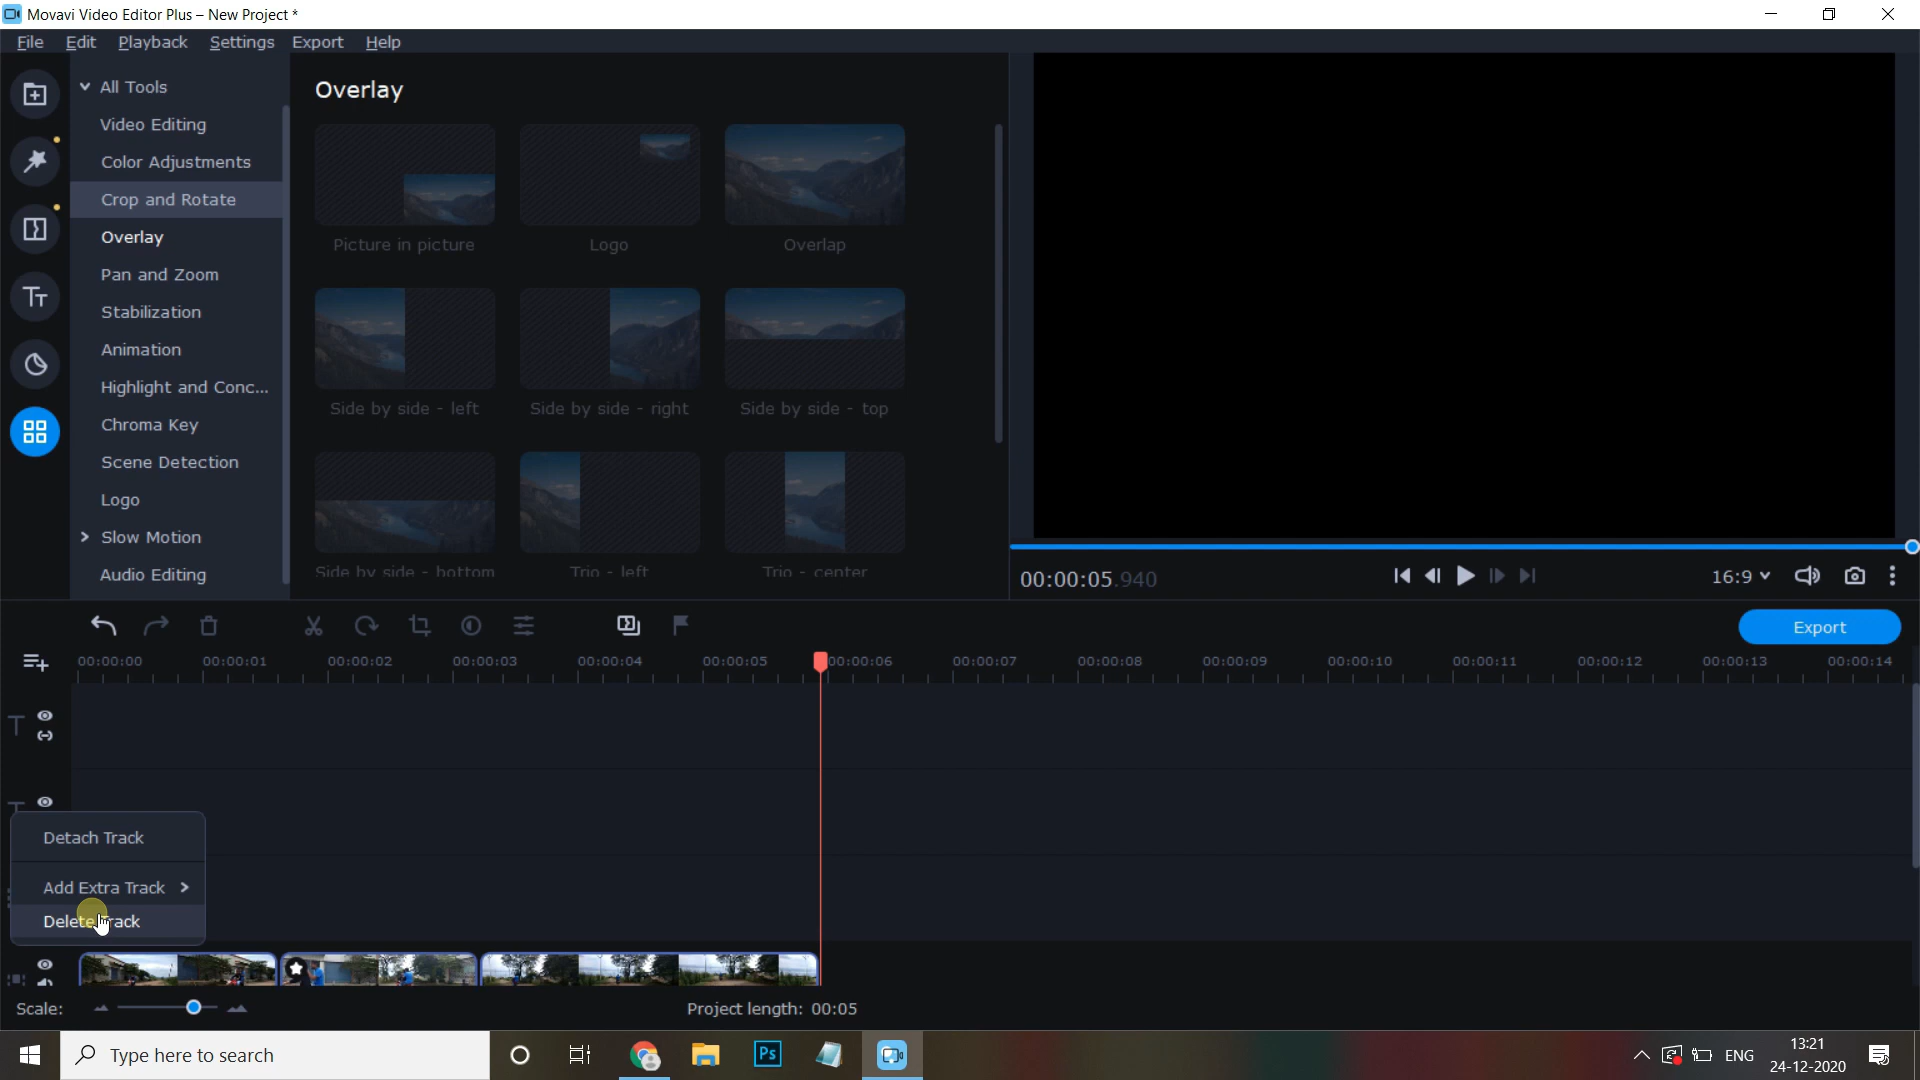 Movavi Video Editor Plus – New Project *
File Edit Playback Settings Export Help
All Tools
Video Editing
Color Adjustments
Crop and Rotate
Overlay
Pan and Zoom
Stabilization
Animation
Highlight and Conc...
Chroma Key
Scene Detection
Logo
Slow Motion
Audio Editing
Overlay
Picture in picture Logo Overlap
Side by side - left Side by side - right Side by side - top
Side by side - bottom Trio - left Trio - center
00:00:05.940
16:9
Export
00:00:00 00:00:01 00:00:02 00:00:03 00:00:04 00:00:05 00:00:06 00:00:07 00:00:08 00:00:09 00:00:10 00:00:11 00:00:12 00:00:13 00:00:14
Detach Track
Add Extra Track
Delete Track
Scale:
Project length: 00:05
Type here to search
Ps
ENG
13:21
24-12-2020